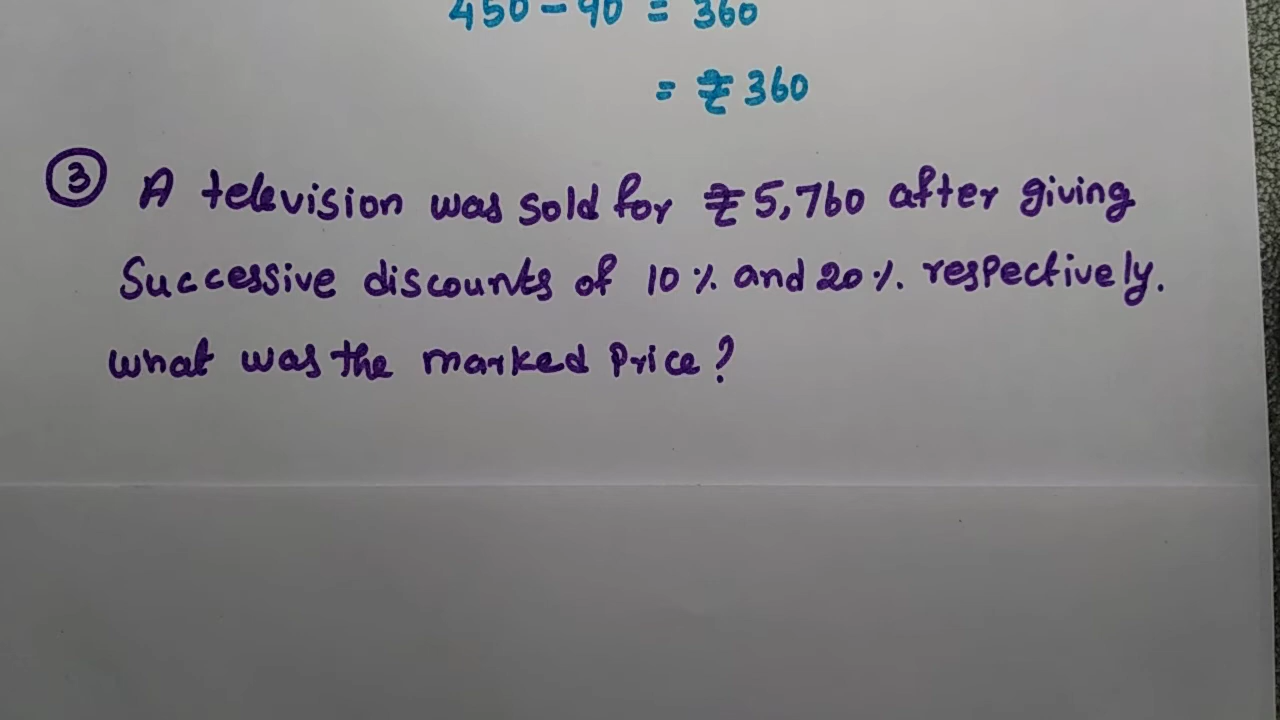 450 - 90 = 360
= ₹ 360
③ A television was sold for ₹ 5,760 after giving
Successive discounts of 10 % and 20 %. respectively.
What was the marked Price?